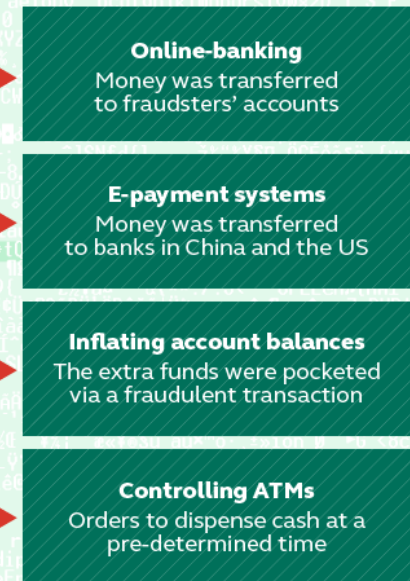 Online-banking
Money was transferred
to fraudsters’ accounts
E-payment systems
Money was transferred
to banks in China and the US
Inflating account balances
The extra funds were pocketed
via a fraudulent transaction
Controlling ATMs
Orders to dispense cash at a
pre-determined time